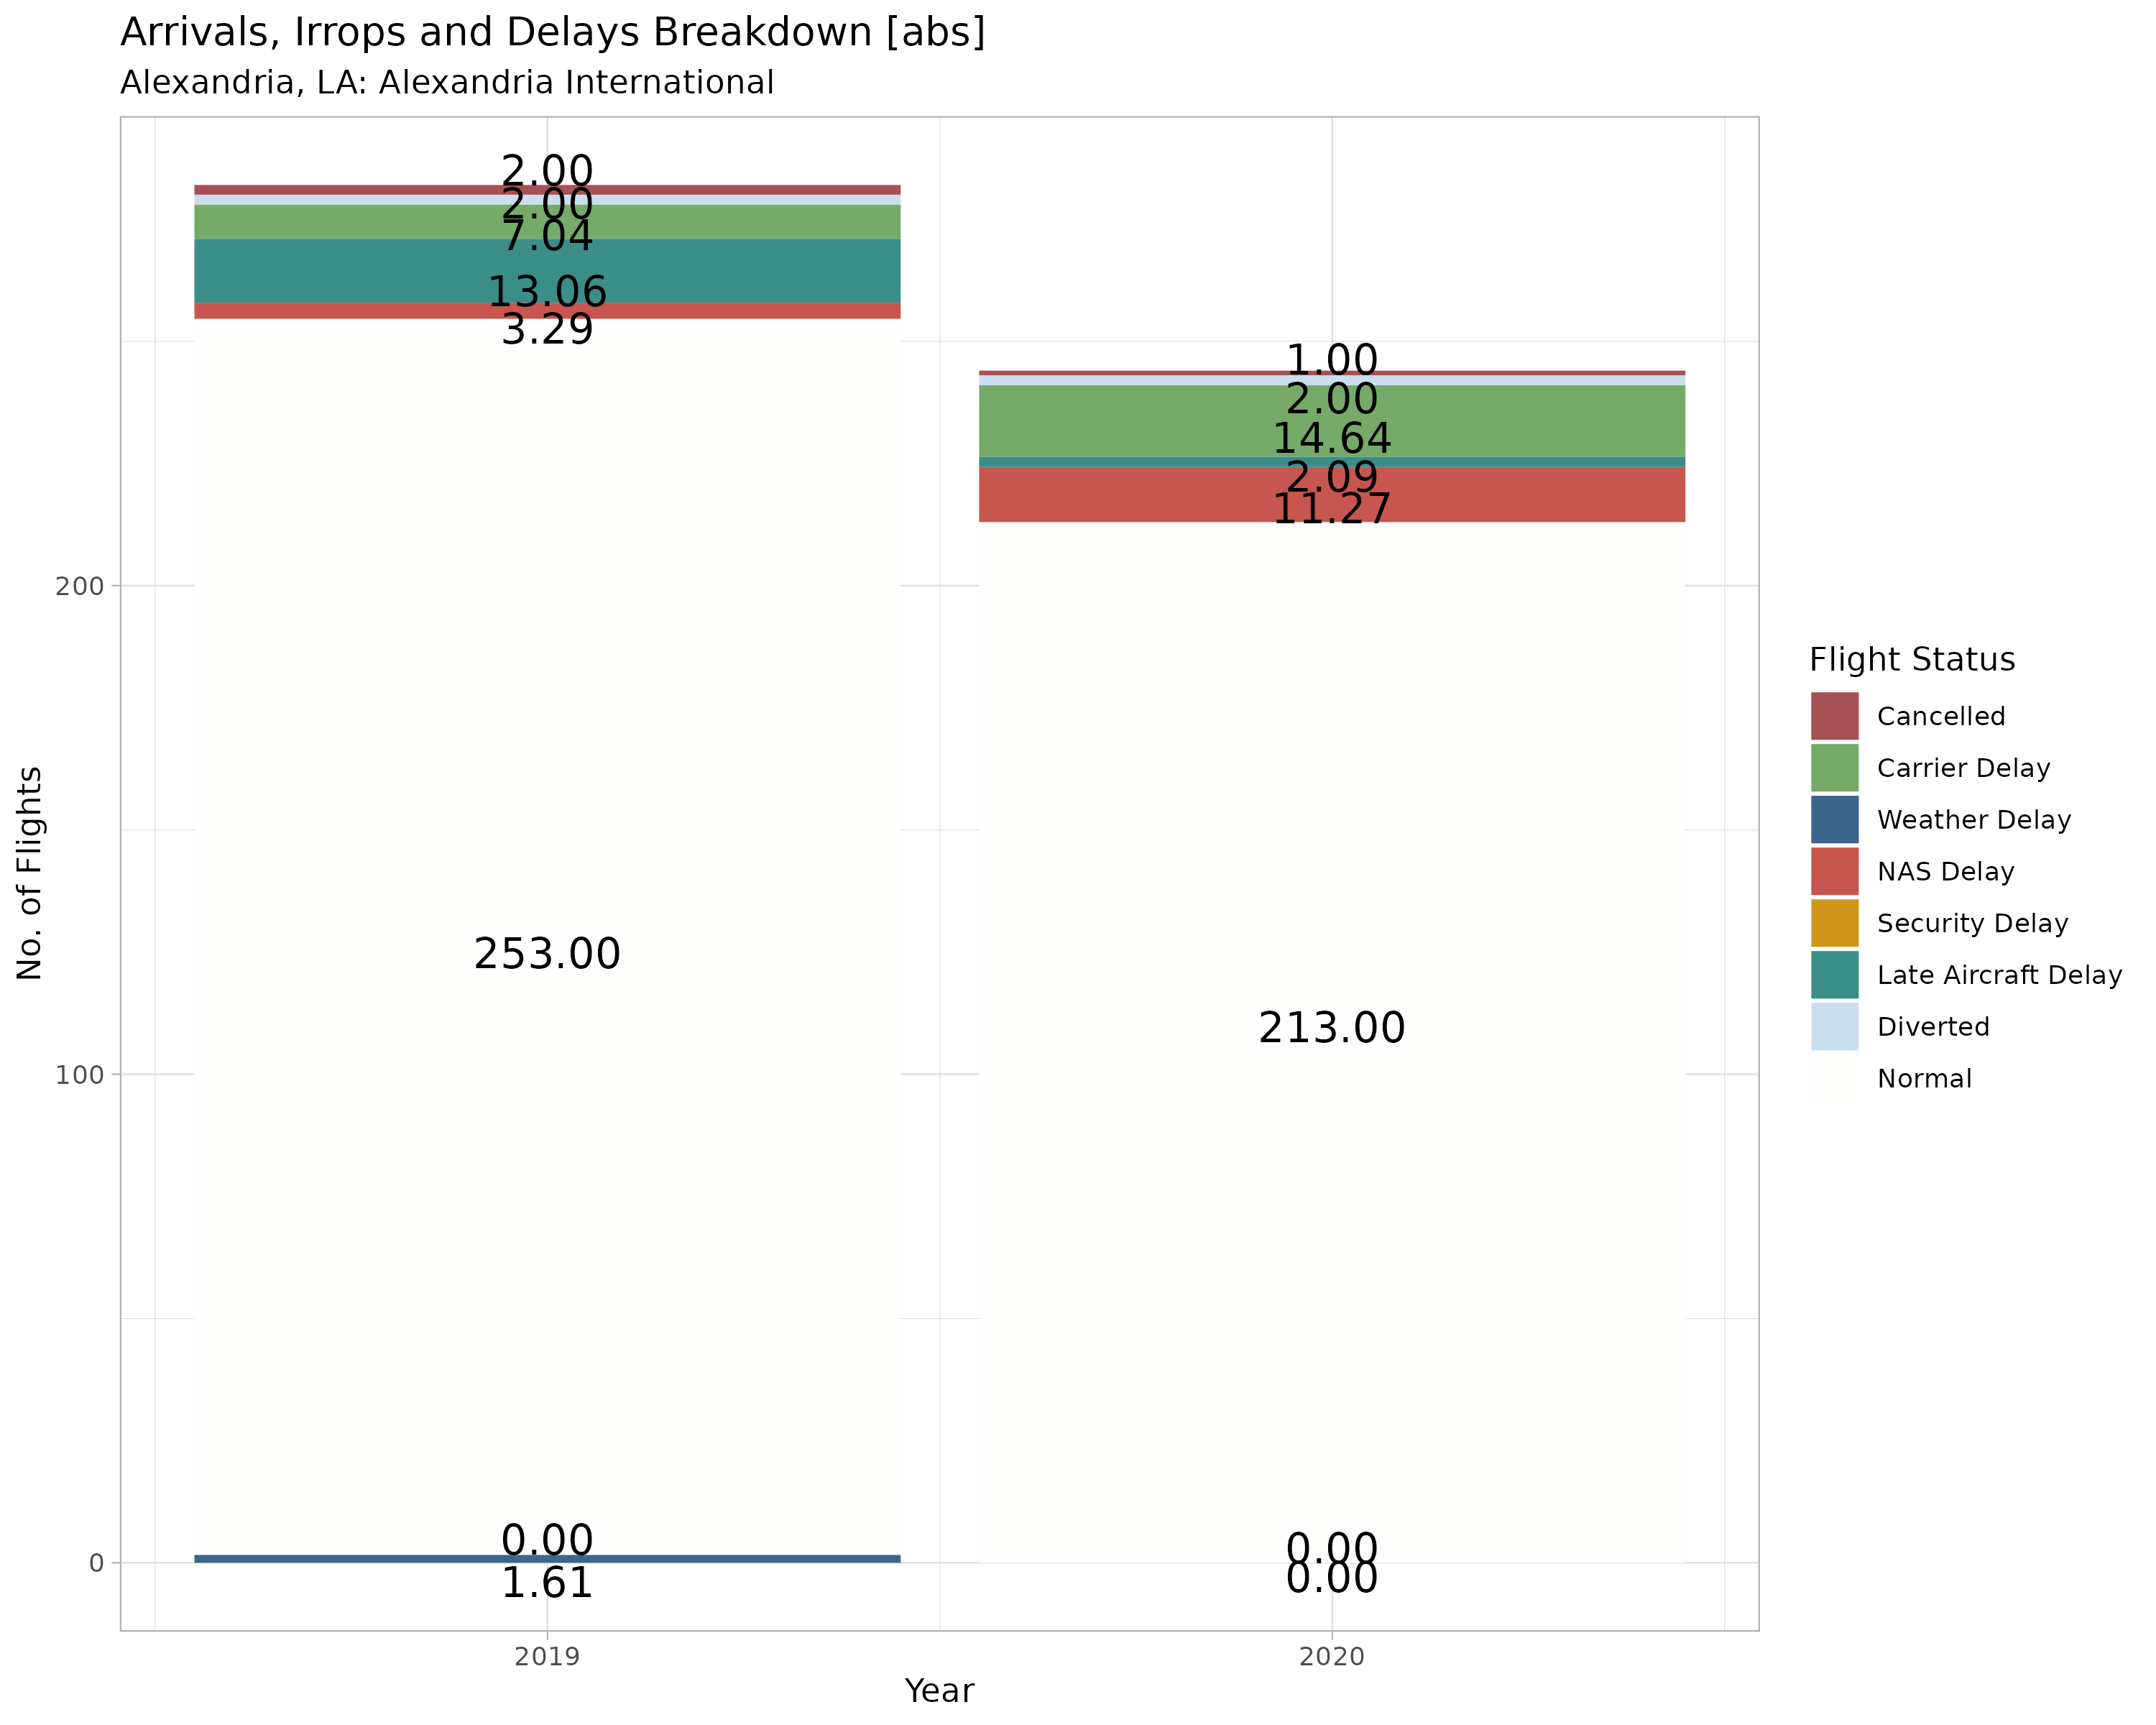 Arrivals, Irrops and Delays Breakdown [abs]
Alexandria, LA: Alexandria International
2.00
2.00
7.04
13.06
3.29
253.00
0.00
1.61
1.00
2.00
14.64
2.09
11.27
213.00
0.00
0.00
200
100
0
No. of Flights
2019
2020
Year
Flight Status
Cancelled
Carrier Delay
Weather Delay
NAS Delay
Security Delay
Late Aircraft Delay
Diverted
Normal